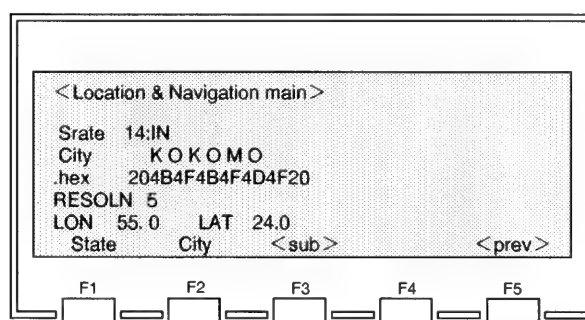 <Location & Navigation main>
Srate 14:IN
City K O K O M O
.hex 204B4F4B4F4D4F20
RESOLN 5
LON 55. 0 LAT 24.0
State City <sub> <prev>
F1 F2 F3 F4 F5